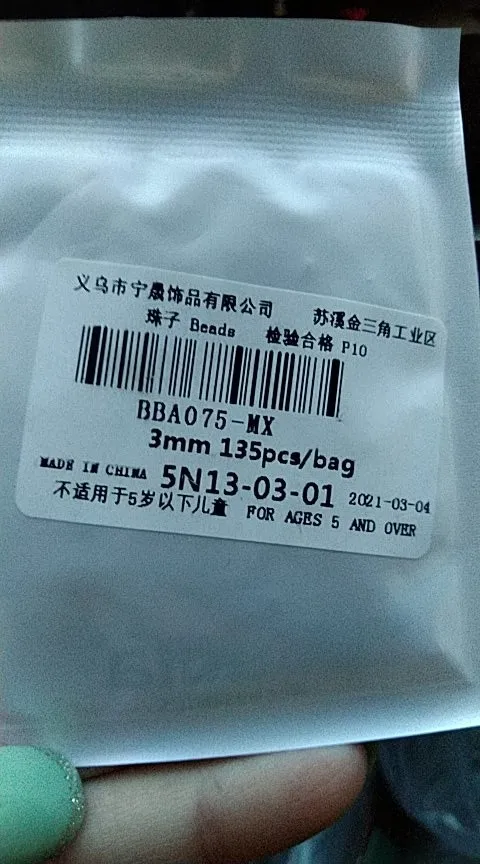 义乌市宁晟饰品有限公司 苏溪金三角工业区
珠子 Beads 检验合格 P10
BBA075-MX
3mm 135pcs/bag
MADE IN CHINA 5N13-03-01 2021-03-04
不适用于5岁以下儿童 FOR AGES 5 AND OVER